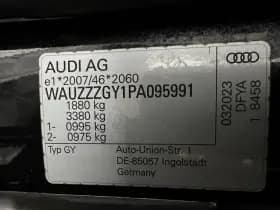 AUDI AG
e1*2007/46*2060
WAUZZZGY1PA095991
1880 kg
3380 kg
1- 0995 kg
2- 0975 kg
Typ GY
Auto-Union-Str. 1
DE-85057 Ingolstadt
Germany
032023
DFYA
1 8458